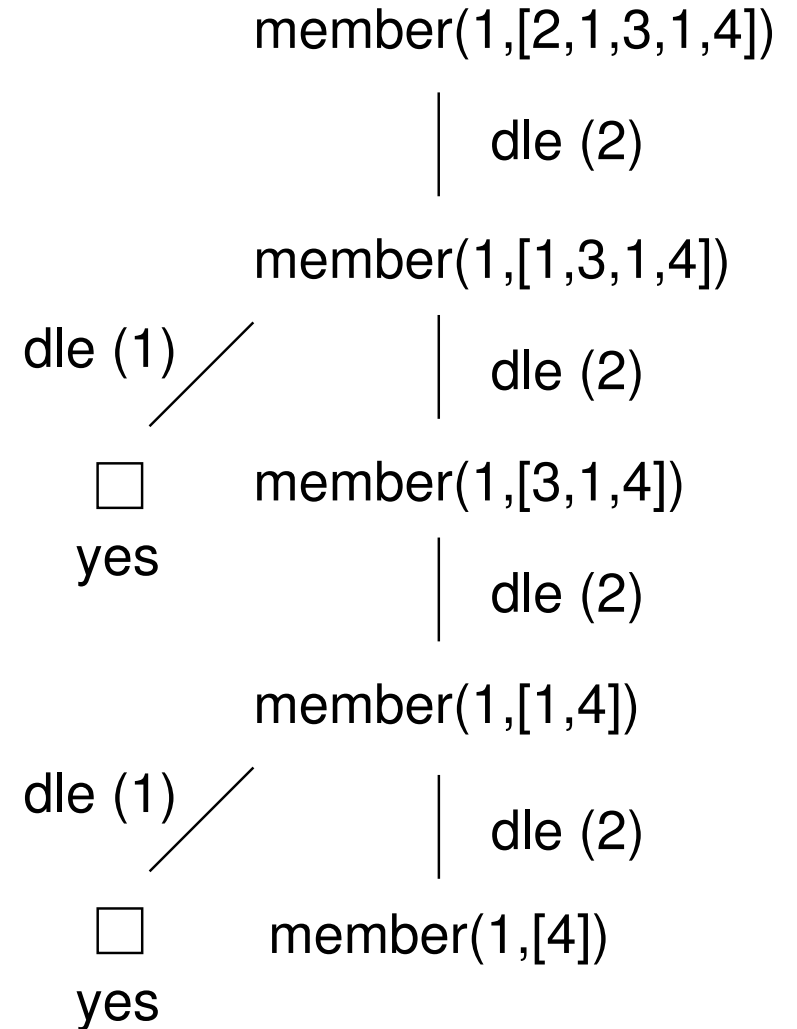 member(1,[2,1,3,1,4])
dle (2)
member(1,[1,3,1,4])
dle (1)
dle (2)
member(1,[3,1,4])
yes
dle (2)
member(1,[1,4])
dle (1)
dle (2)
member(1,[4])
yes